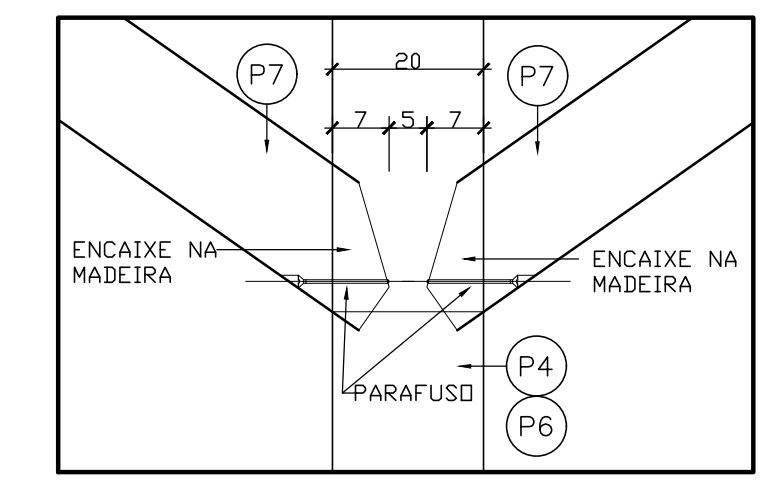 20
P7
P7
7 5 7
ENCAIXE NA
MADEIRA
ENCAIXE NA
MADEIRA
P4
PARAFUSO
P6